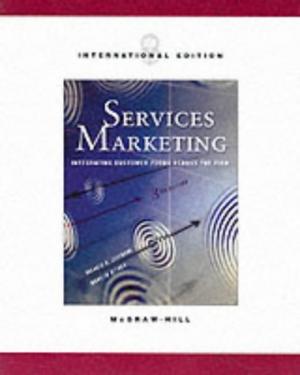 INTERNATIONAL EDITION
SERVICES
MARKETING
INTEGRATING CUSTOMER FOCUS ACROSS THE FIRM
McGRAW-HILL